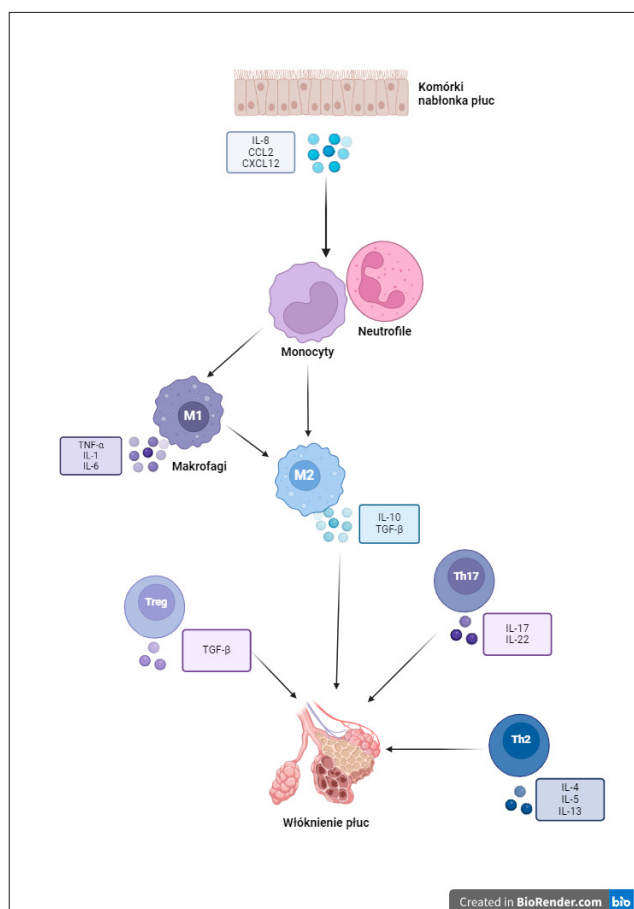 Komórki
nabłonka płuc
IL-8
CCL2
CXCL12
Neutrofile
Monocyty
M1
TNF-α
IL-1
IL-6
Makrofagi
M2
IL-10
TGF-β
Th17
Treg
IL-17
IL-22
TGF-β
Th2
IL-4
IL-5
IL-13
Włóknienie płuc
Created in BioRender.com bio